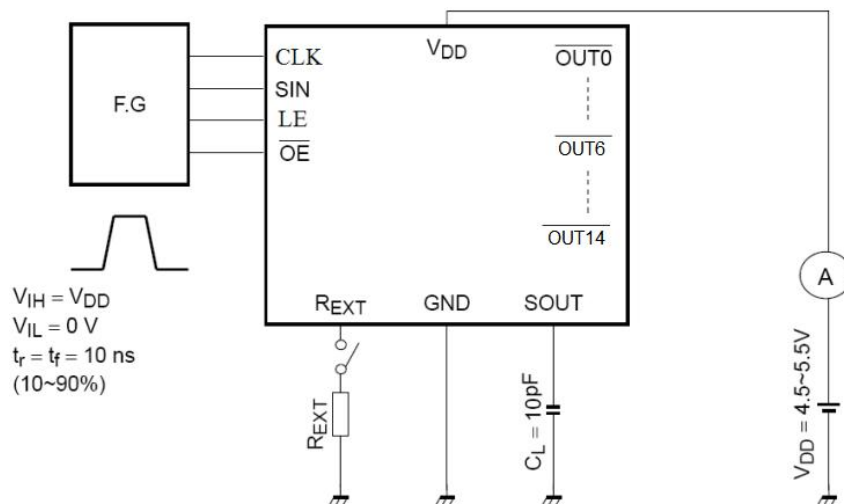 F.G
CLK
SIN
LE
OE
VDD
OUT0
OUT6
OUT14
REXT
GND
SOUT
A
VIH = VDD
VIL = 0 V
tr = tf = 10 ns
(10~90%)
REXT
CL = 10pF
VDD = 4.5~5.5V